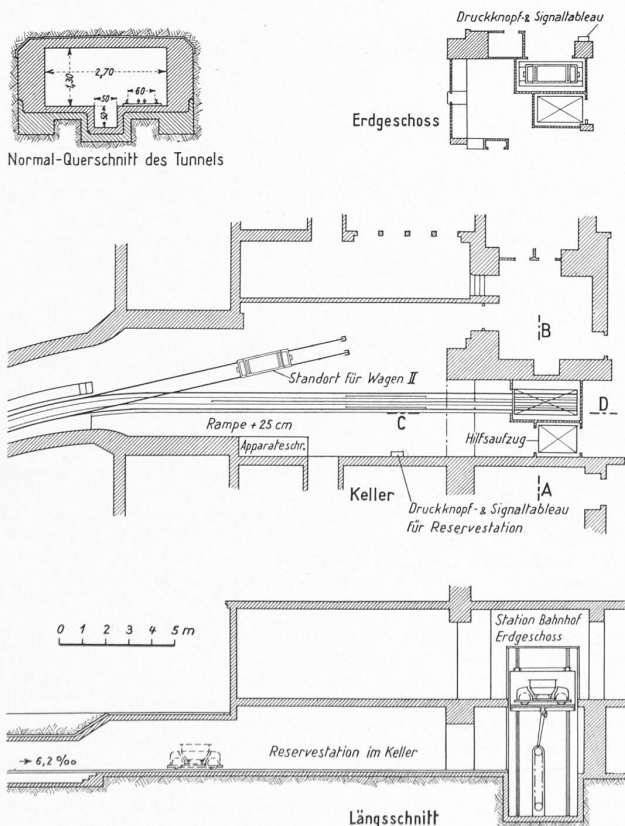 Druckknopf-& Signaltableau
2,70
1,30
50
60
50
Erdgeschoss
Normal-Querschnitt des Tunnels
B
Standort für Wagen II
D
C
Rampe + 25 cm
Hilfsaufzug
Apparateschr.
A
Keller
Druckknopf-& Signaltableau
für Reservestation
0 1 2 3 4 5 m
Station Bahnhof
Erdgeschoss
→ 6,2 ‰
Reservestation im Keller
Längsschnitt